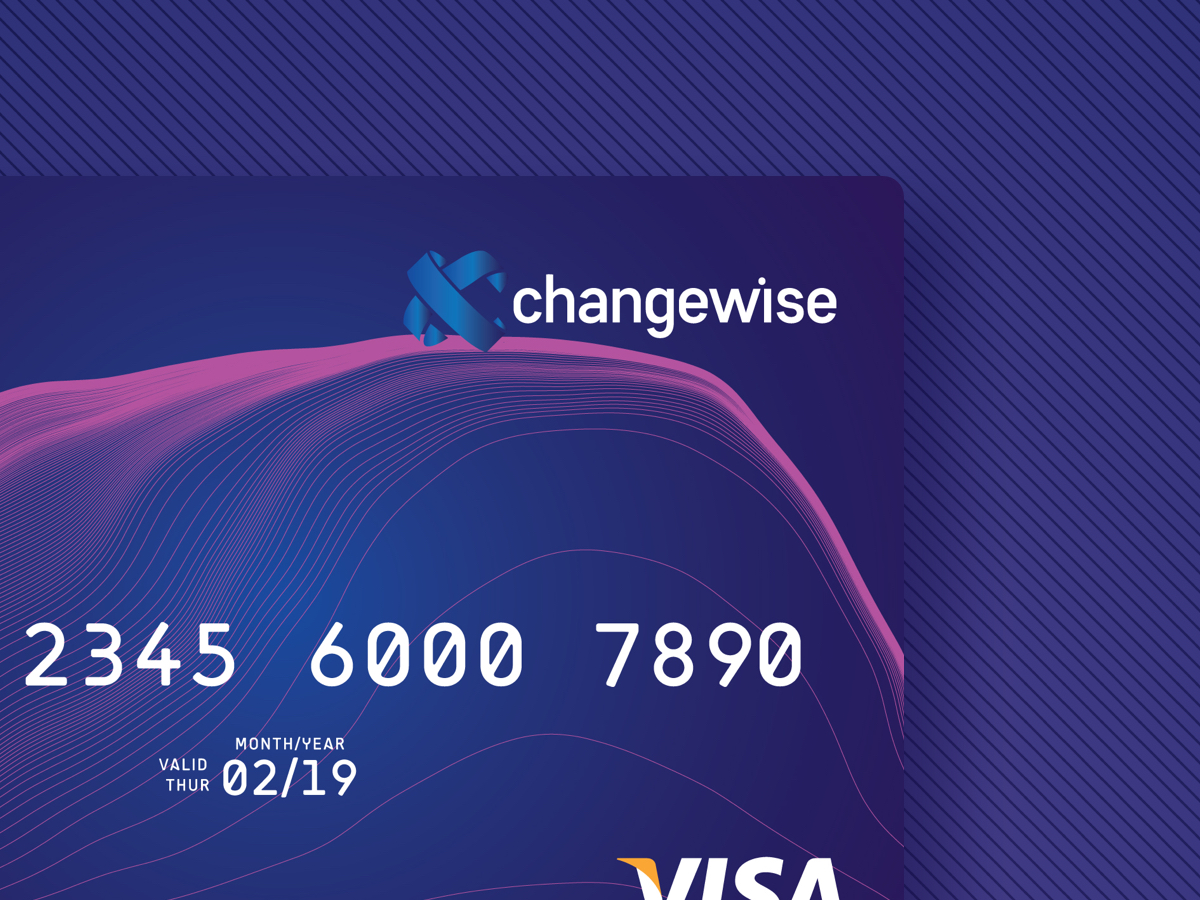 changewise
2345 6000 7890
MONTH/YEAR
VALID
THUR 02/19
VISA